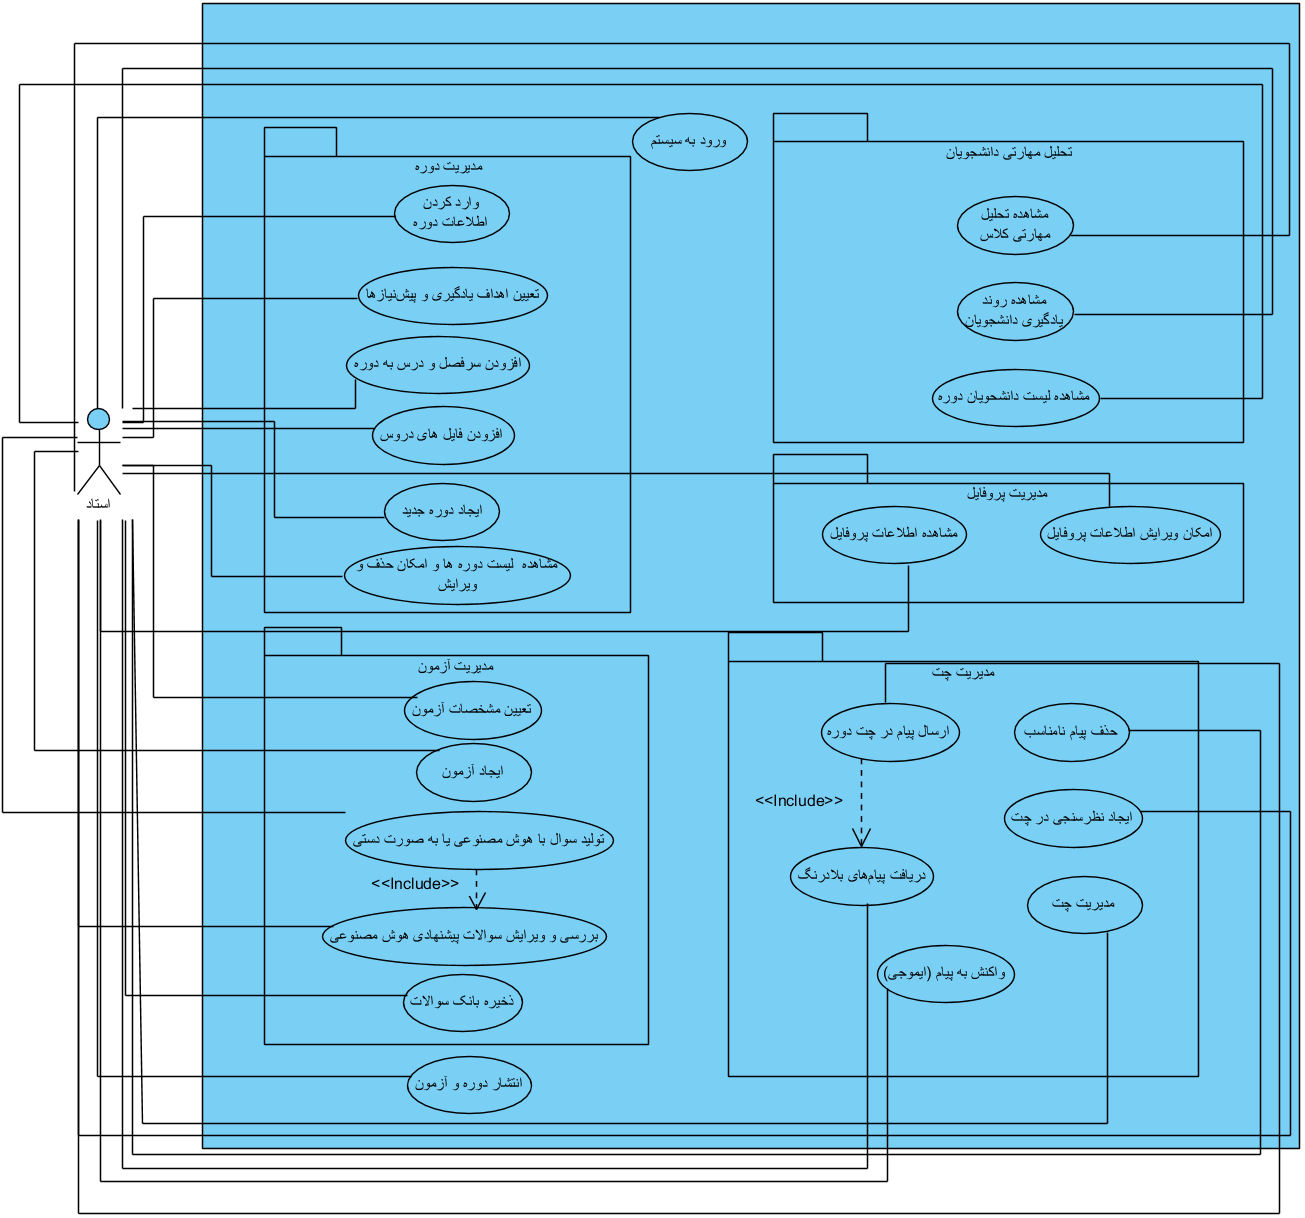 ورود به سیستم
تحلیل مهارتی دانشجویان
مشاهده تحلیل
مهارتی کلاس
مشاهده روند
یادگیری دانشجویان
مشاهده لیست دانشحویان دوره
مدیریت دوره
وارد کردن
اطلاعات دوره
تعیین اهداف یادگیری و پیش‌نیازها
افزودن سرفصل و درس به دوره
افزودن فایل های دروس
ایجاد دوره جدید
مشاهده  لیست دوره ها و امکان حذف و
ویرایش
استاد
مدیریت پروفایل
امکان ویرایش اطلاعات پروفایل
مشاهده اطلاعات پروفایل
مدیریت آزمون
تعیین مشخصات آزمون
ایجاد آزمون
تولید سوال با هوش مصنوعی یا به صورت دستی
<<Include>>
بررسی و ویرایش سوالات پیشنهادی هوش مصنوعی
ذخیره بانک سوالات
انتشار دوره و آزمون
مدیریت چت
حذف پیام نامناسب
ارسال پیام در چت دوره
<<Include>>
ایجاد نظرسنجی در چت
دریافت پیام‌های بلادرنگ
مدیریت چت
واکنش به پیام (ایموجی)